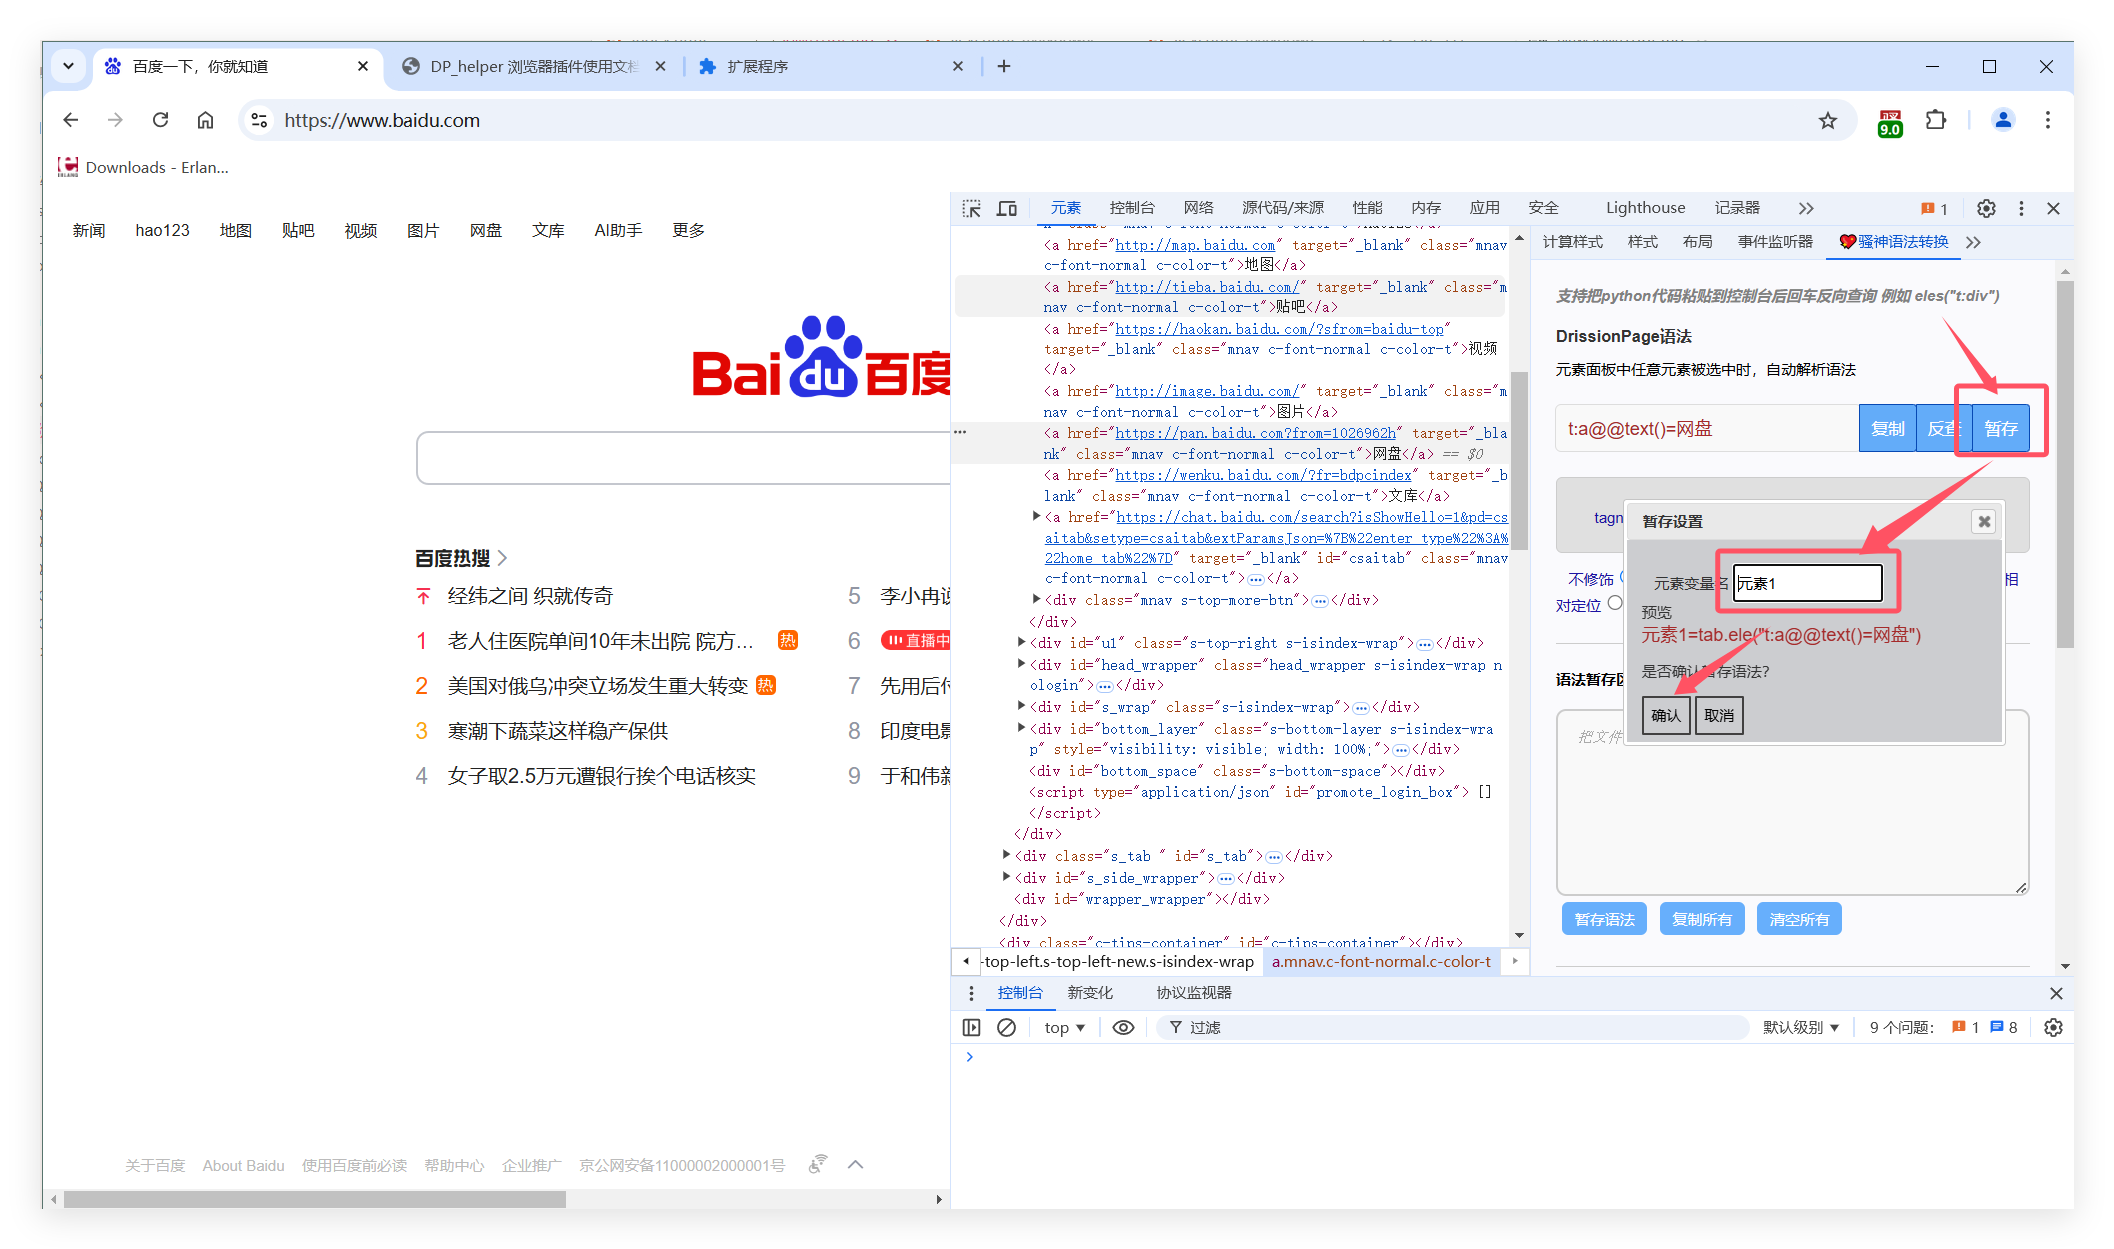 百度一下，你就知道
DP_helper 浏览器插件使用文档
扩展程序
https://www.baidu.com
9.0
Downloads - Erlan...
新闻 hao123 地图 贴吧 视频 图片 网盘 文库 AI助手 更多
Bai du 百度
百度热搜
经纬之间 织就传奇
1 老人住医院单间10年未出院 院方... 热
2 美国对俄乌冲突立场发生重大转变 热
3 寒潮下蔬菜这样稳产保供
4 女子取2.5万元遭银行挨个电话核实
5 李小冉
6 直播中
7 先用后
8 印度电影
9 于和伟
关于百度 About Baidu 使用百度前必读 帮助中心 企业推广 京公网安备11000002000001号
元素 控制台 网络 源代码/来源 性能 内存 应用 安全 Lighthouse 记录器 1
<a href="http://map.baidu.com" target="_blank" class="mnav
c-font-normal c-color-t">地图</a>
<a href="http://tieba.baidu.com/" target="_blank" class="m
nav c-font-normal c-color-t">贴吧</a>
<a href="https://haokan.baidu.com/?sfrom=baidu-top"
target="_blank" class="mnav c-font-normal c-color-t">视频
</a>
<a href="http://image.baidu.com/" target="_blank" class="m
nav c-font-normal c-color-t">图片</a>
<a href="https://pan.baidu.com?from=1026962h" target="_bla
nk" class="mnav c-font-normal c-color-t">网盘</a> == $0
<a href="https://wenku.baidu.com/?fr=bdpcindex" target="_b
lank" class="mnav c-font-normal c-color-t">文库</a>
<a href="https://chat.baidu.com/search?isShowHello=1&pd=cs
aitab&setype=csaitab&extParamsJson=%7B%22enter_type%22%3A%
22home_tab%22%7D" target="_blank" id="csaitab" class="mnav
c-font-normal c-color-t">…</a>
<div class="mnav s-top-more-btn">…</div>
</div>
<div id="u1" class="s-top-right s-isindex-wrap">…</div>
<div id="head_wrapper" class="head_wrapper s-isindex-wrap n
ologin">…</div>
<div id="s_wrap" class="s-isindex-wrap">…</div>
<div id="bottom_layer" class="s-bottom-layer s-isindex-wra
p" style="visibility: visible; width: 100%;">…</div>
<div id="bottom_space" class="s-bottom-space"></div>
<script type="application/json" id="promote_login_box"> []
</script>
</div>
<div class="s_tab " id="s_tab">…</div>
<div id="s_side_wrapper">…</div>
<div id="wrapper_wrapper"></div>
</div>
<div class="c-tips-container" id="c-tips-container"></div>
-top-left.s-top-left-new.s-isindex-wrap a.mnav.c-font-normal.c-color-t
计算样式 样式 布局 事件监听器 骚神语法转换
支持把python代码粘贴到控制台后回车反向查询 例如 eles("t:div")
DrissionPage语法
元素面板中任意元素被选中时，自动解析语法
t:a@@text()=网盘 复制 反查 暂存
tagn
不修饰 相
对定位
暂存设置
元素变量名 元素1
预览
元素1=tab.ele("t:a@@text()=网盘")
是否确认暂存语法?
确认 取消
语法暂存区
把文件
暂存语法 复制所有 清空所有
控制台 新变化 协议监视器
top ▼ 过滤 默认级别 ▼ 9 个问题: 1 8